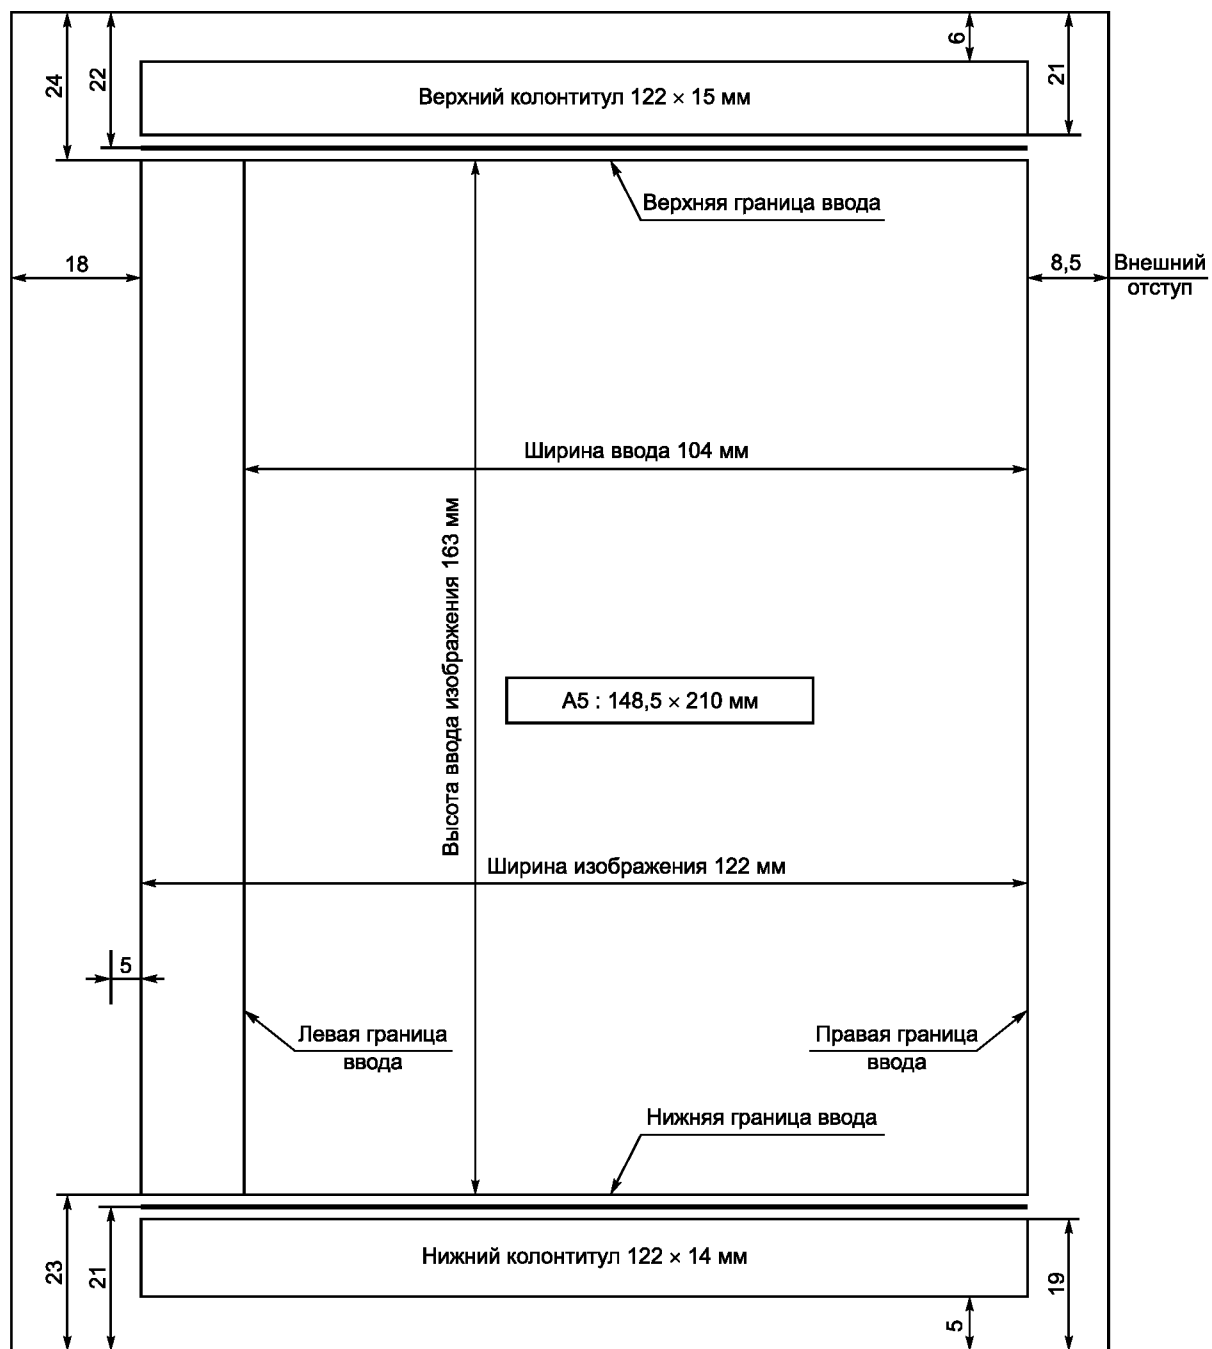 6
24
22
21
Верхний колонтитул 122 × 15 мм
Верхняя граница ввода
18
8,5
Внешний
отступ
Ширина ввода 104 мм
Высота ввода изображения 163 мм
А5 : 148,5 × 210 мм
Ширина изображения 122 мм
5
Левая граница
ввода
Правая граница
ввода
Нижняя граница ввода
23
21
Нижний колонтитул 122 × 14 мм
19
5